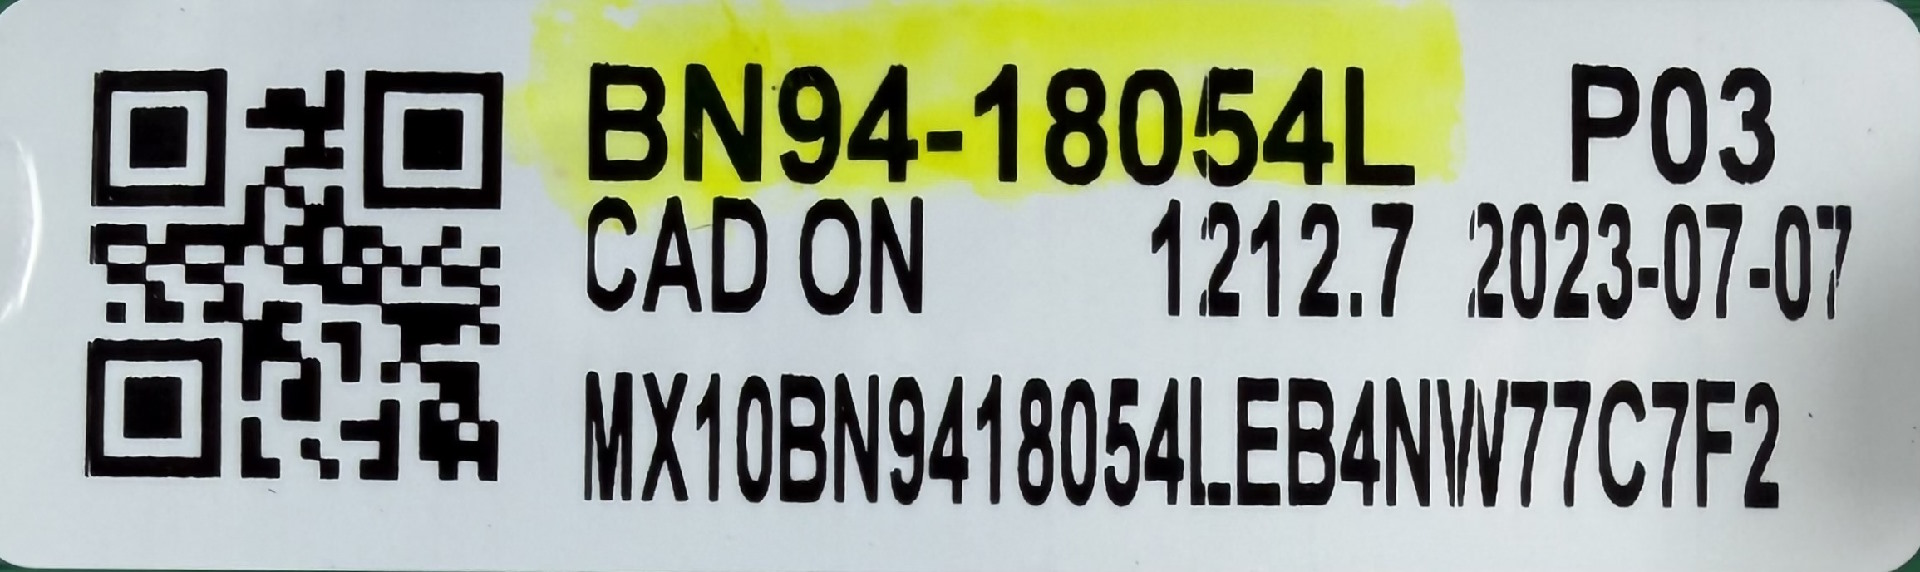 BN94-18054L P03
CAD ON 1212.7 2023-07-07
MX10BN9418054LEB4NW77C7F2